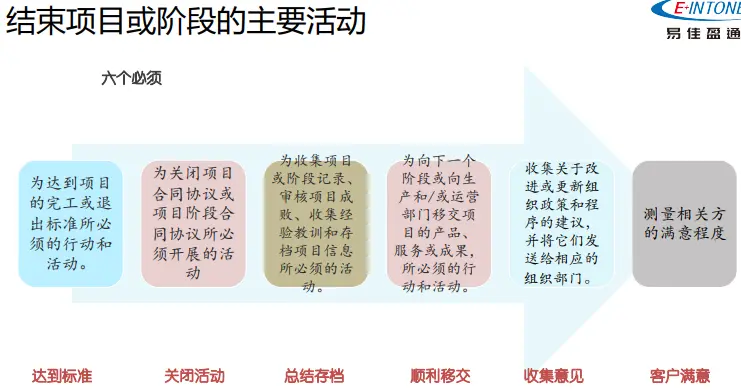 结束项目或阶段的主要活动
E+INTONE
易佳盈通
六个必须
为达到项目
的完工或退
出标准所必
须的行动和
活动。
为关闭项目
合同协议或
项目阶段合
同协议所必
须开展的活
动
为收集项目
或阶段记录、
审核项目成
败、收集经
验教训和存
档项目信息
所必须的活
动。
为向下一个
阶段或向生
产和/或运营
部门移交项
目的产品、
服务或成果，
所必须的行
动和活动。
收集关于改
进或更新组
织政策和程
序的建议，
并将它们发
送给相应的
组织部门。
测量相关方
的满意程度
达到标准
关闭活动
总结存档
顺利移交
收集意见
客户满意